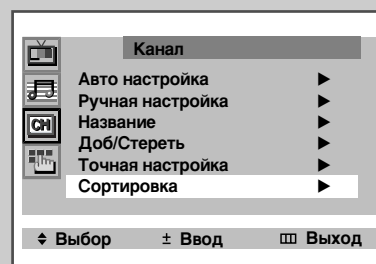 Канал
Авто настройка ▶
Ручная настройка ▶
CH Название ▶
Доб/Стереть ▶
Точная настройка ▶
Сортировка ▶
Выбор ± Ввод Выход